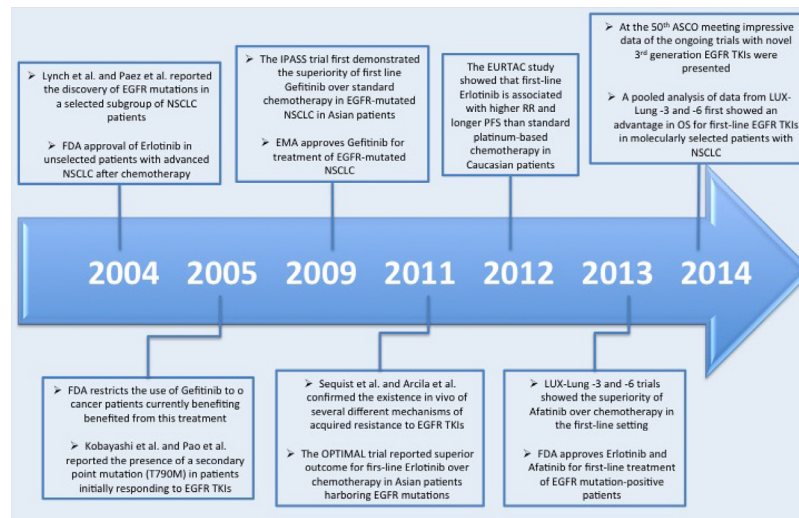 ➢ Lynch et al. and Paez et al. reported
the discovery of EGFR mutations in
a selected subgroup of NSCLC
patients
➢ FDA approval of Erlotinib in
unselected patients with advanced
NSCLC after chemotherapy
➢ The IPASS trial first demonstrated
the superiority of first line
Gefitinib over standard
chemotherapy in EGFR-mutated
NSCLC in Asian patients
➢ EMA approves Gefitinib for
treatment of EGFR-mutated
NSCLC
The EURTAC study
showed that first-line
Erlotinib is associated
with higher RR and
longer PFS than standard
platinum-based
chemotherapy in
Caucasian patients
➢ At the 50th ASCO meeting impressive
data of the ongoing trials with novel
3rd generation EGFR TKIs were
presented
➢ A pooled analysis of data from LUX-
Lung -3 and -6 first showed an
advantage in OS for first-line EGFR TKIs
in molecularly selected patients with
NSCLC
2004 2005 2009 2011 2012 2013 2014
➢ FDA restricts the use of Gefitinib to o
cancer patients currently benefiting
benefited from this treatment
➢ Kobayashi et al. and Pao et al.
reported the presence of a secondary
point mutation (T790M) in patients
initially responding to EGFR TKIs
➢ Sequist et al. and Arcila et al.
confirmed the existence in vivo of
several different mechanisms of
acquired resistance to EGFR TKIs
➢ The OPTIMAL trial reported superior
outcome for firs-line Erlotinib over
chemotherapy in Asian patients
harboring EGFR mutations
➢ LUX-Lung -3 and -6 trials
showed the superiority of
Afatinib over chemotherapy in
the first-line setting
➢ FDA approves Erlotinib and
Afatinib for first-line treatment
of EGFR mutation-positive
patients